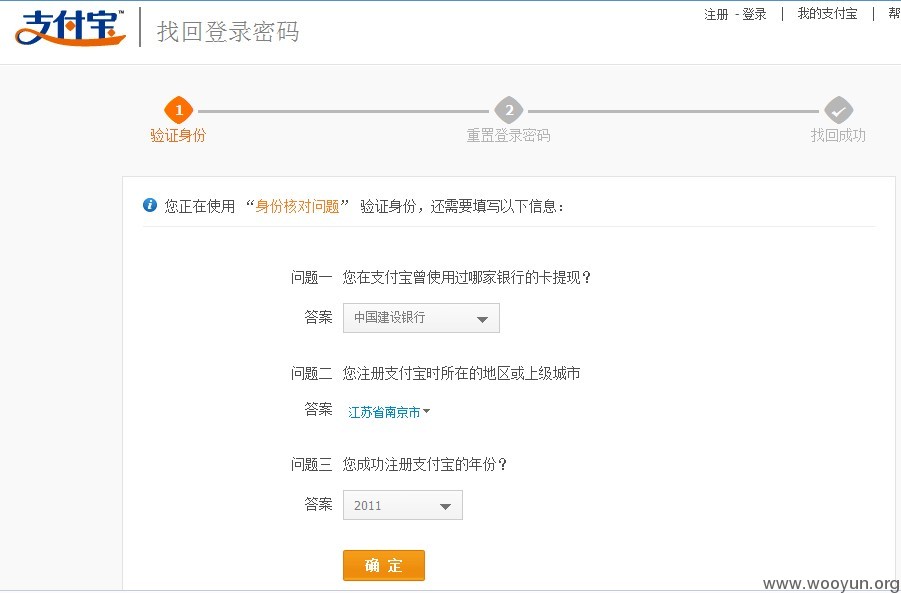 支付宝™ 找回登录密码 注册 - 登录 | 我的支付宝 | 帮
1 2
验证身份 重置登录密码 找回成功
您正在使用 “身份核对问题” 验证身份，还需要填写以下信息：
问题一 您在支付宝曾使用过哪家银行的卡提现？
答案 中国建设银行
问题二 您注册支付宝时所在的地区或上级城市
答案 江苏省南京市
问题三 您成功注册支付宝的年份？
答案 2011
确 定
www.wooyun.org